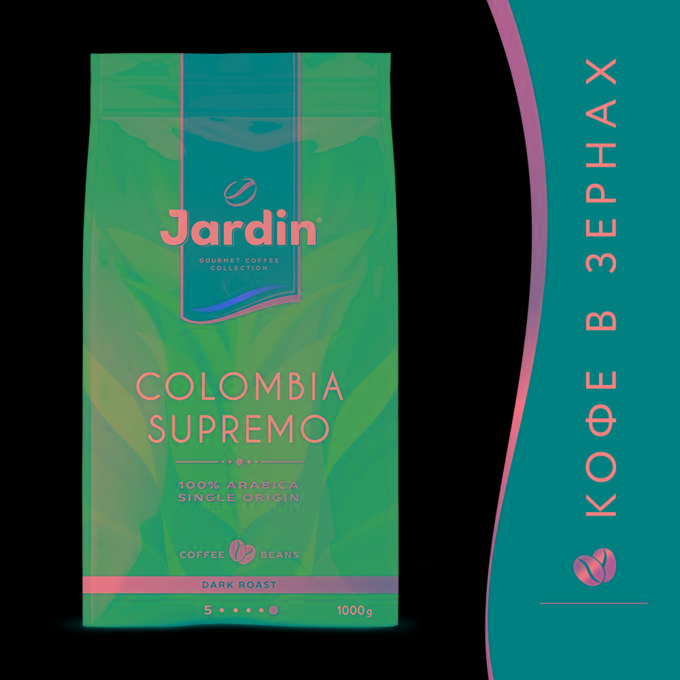 Jardin®
GOURMET COFFEE
COLLECTION
COLOMBIA
SUPREMO
100% ARABICA
SINGLE ORIGIN
COFFEE BEANS
DARK ROAST
5
1000g
КОФЕ В ЗЕРНАХ